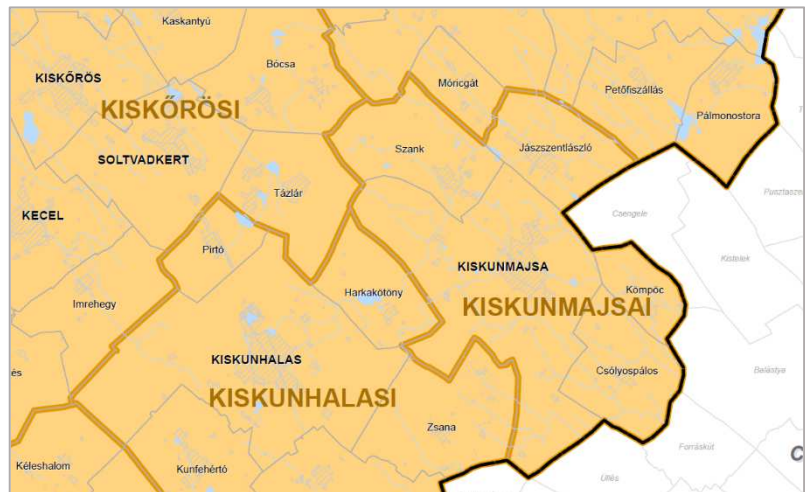 Kaskantyú
Bócsa
KISKŐRÖS
Móricgát
Petőfiszállás
KISKŐRÖSI
Pálmonostora
Szank
Jászszentlászló
SOLTVADKERT
Tázlár
KECEL
Csengele
Pirtó
Kistelek
KISKUNMAJSA
Harkakötöny
Kömpöc
Imrehegy
KISKUNMAJSAI
KISKUNHALAS
Csólyospálos
Balástya
és
KISKUNHALASI
Zsana
Forráskút
C
Kéleshalom
Kunfehértó
Üllés